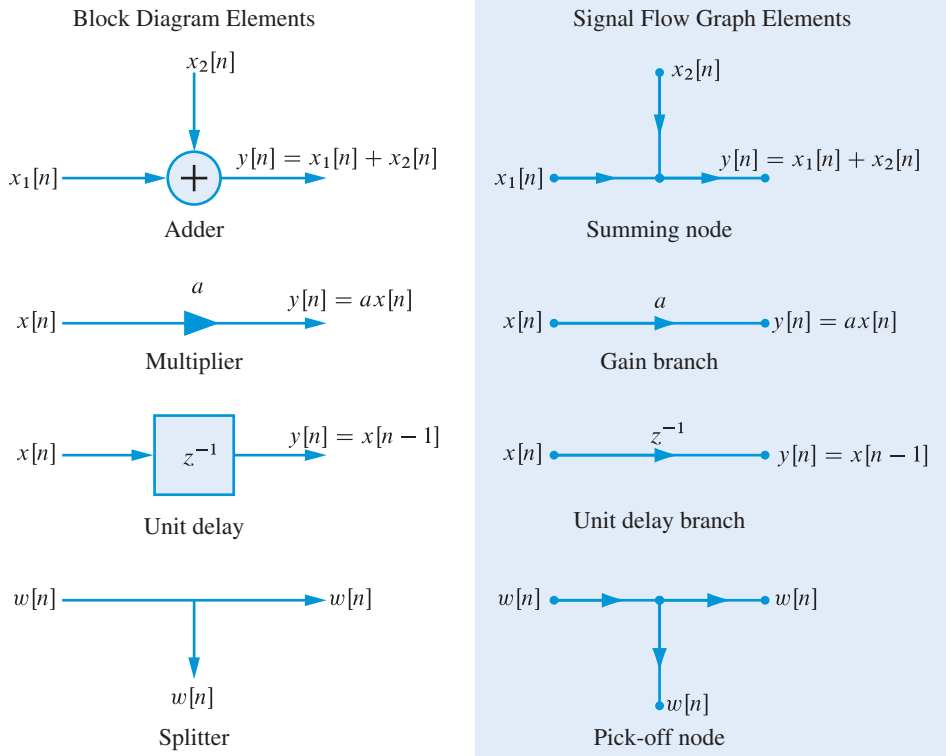 Block Diagram Elements
Signal Flow Graph Elements
x₂[n]
x₁[n]
+
y[n] = x₁[n] + x₂[n]
Adder
x₂[n]
x₁[n]
y[n] = x₁[n] + x₂[n]
Summing node
a
x[n]
y[n] = ax[n]
Multiplier
a
x[n]
y[n] = ax[n]
Gain branch
x[n]
z⁻¹
y[n] = x[n − 1]
Unit delay
z⁻¹
x[n]
y[n] = x[n − 1]
Unit delay branch
w[n]
w[n]
w[n]
Splitter
w[n]
w[n]
w[n]
Pick-off node